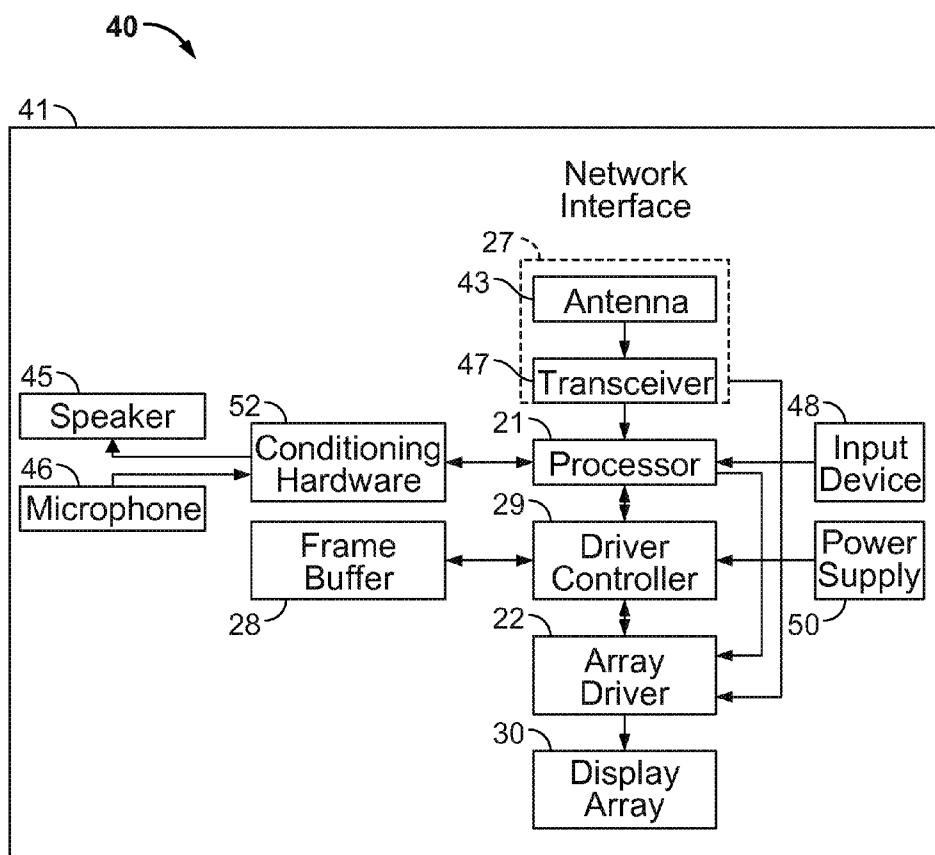 40
41
Network
Interface
27
43
Antenna
47
Transceiver
45
Speaker
52
Conditioning
Hardware
21
Processor
48
Input
Device
46
Microphone
29
Driver
Controller
Frame
Buffer
28
Power
Supply
50
22
Array
Driver
30
Display
Array